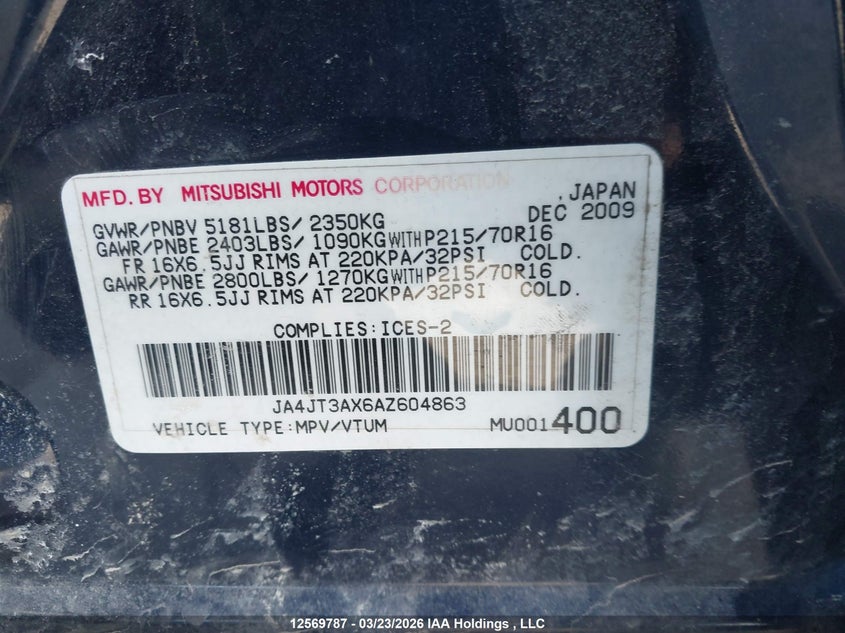 MFD. BY MITSUBISHI MOTORS CORPORATION, JAPAN
GVWR/PNBV 5181LBS/ 2350KG DEC 2009
GAWR/PNBE 2403LBS/ 1090KG WITH P215/70R16
FR 16X6.5JJ RIMS AT 220KPA/32PSI COLD.
GAWR/PNBE 2800LBS/ 1270KG WITH P215/70R16
RR 16X6.5JJ RIMS AT 220KPA/32PSI COLD.
COMPLIES:ICES-2
JA4JT3AX6AZ604863
VEHICLE TYPE:MPV/VTUM MU001400
12569787 - 03/23/2026 IAA Holdings , LLC